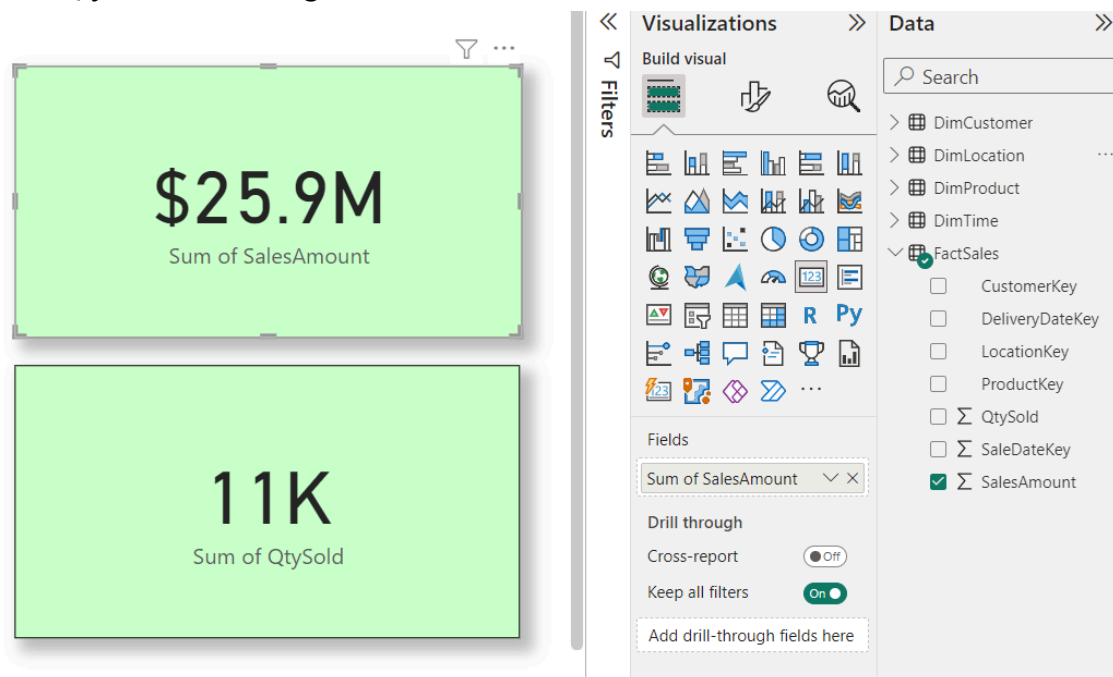 $25.9M
Sum of SalesAmount
11K
Sum of QtySold
Filters
Visualizations
Build visual
123
R
Py
123
Fields
Sum of SalesAmount
Drill through
Cross-report
Off
Keep all filters
On
Add drill-through fields here
Data
Search
DimCustomer
DimLocation
DimProduct
DimTime
FactSales
CustomerKey
DeliveryDateKey
LocationKey
ProductKey
Σ QtySold
Σ SaleDateKey
Σ SalesAmount